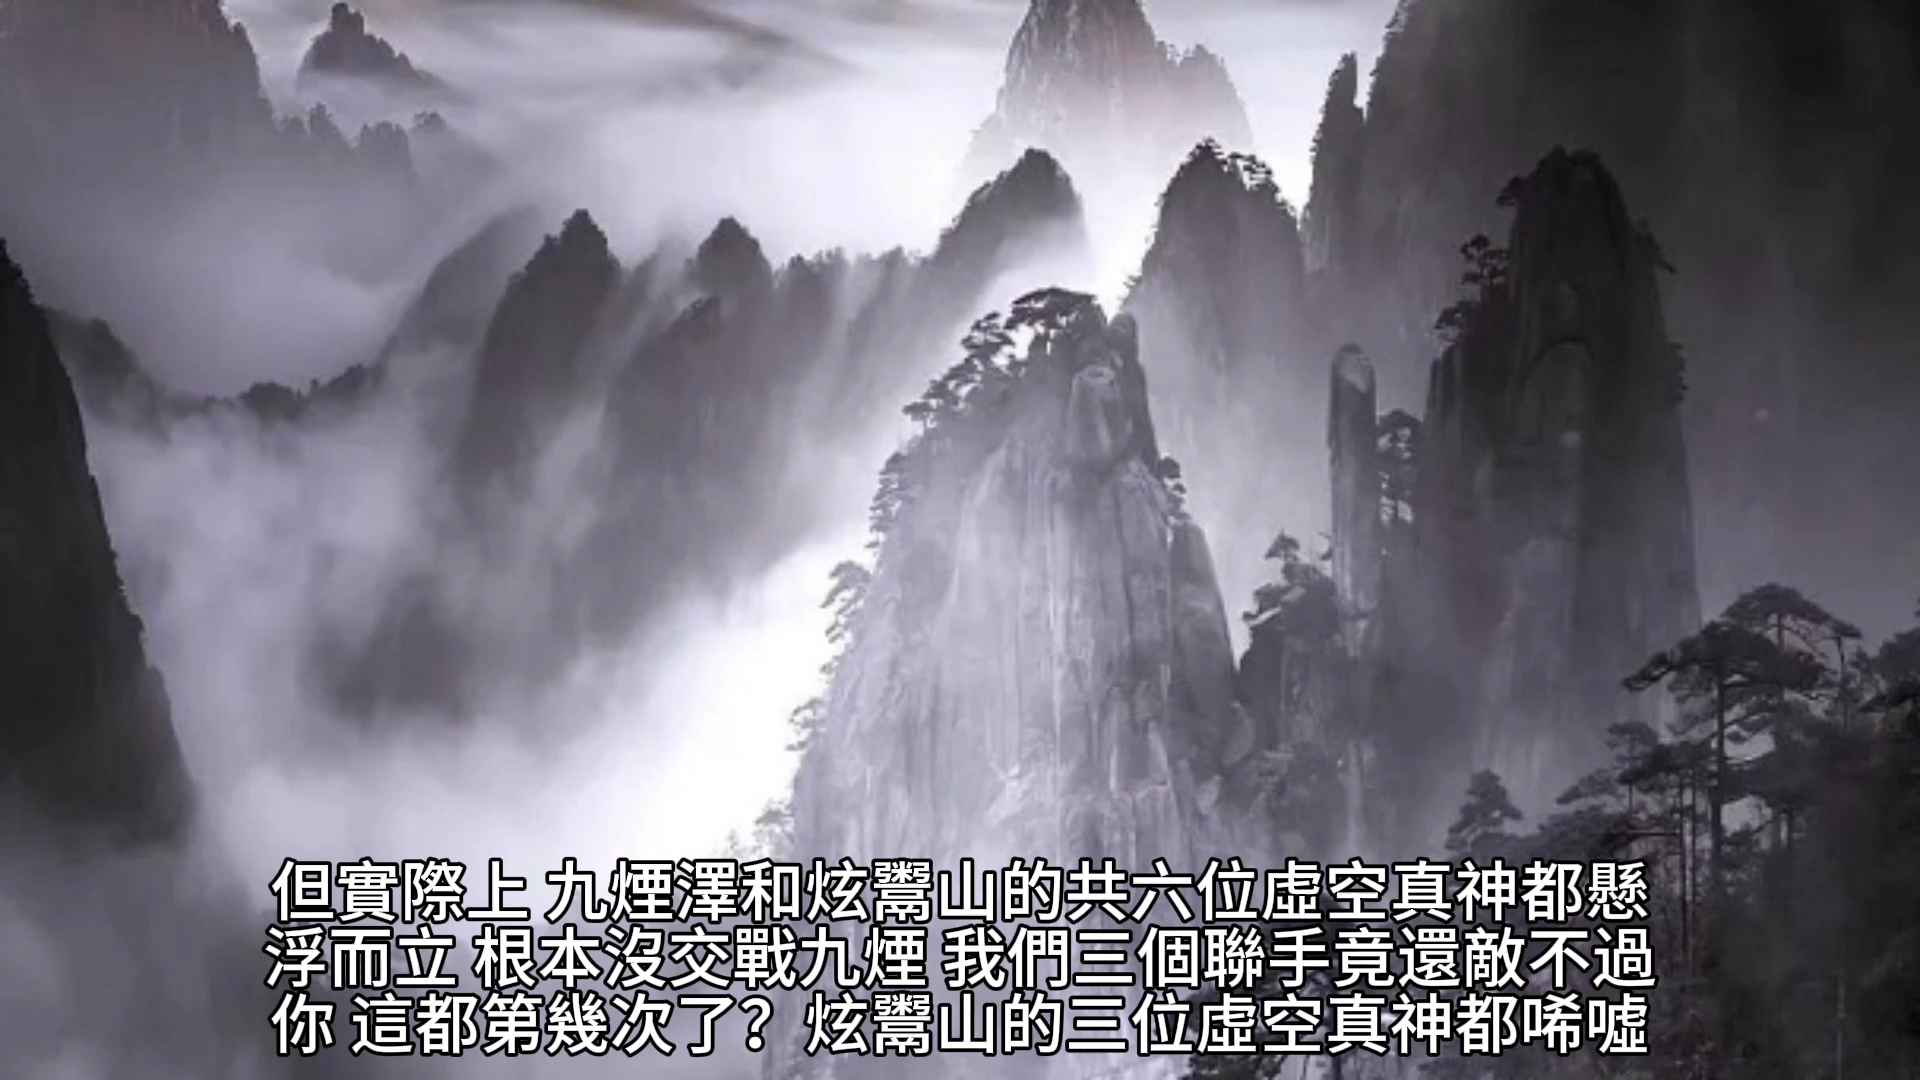 但實際上 九煙澤和炫鬻山的共六位虛空真神都懸
浮而立 根本沒交戰九煙 我們三個聯手竟還敵不過
你 這都第幾次了？炫鬻山的三位虛空真神都唏噓